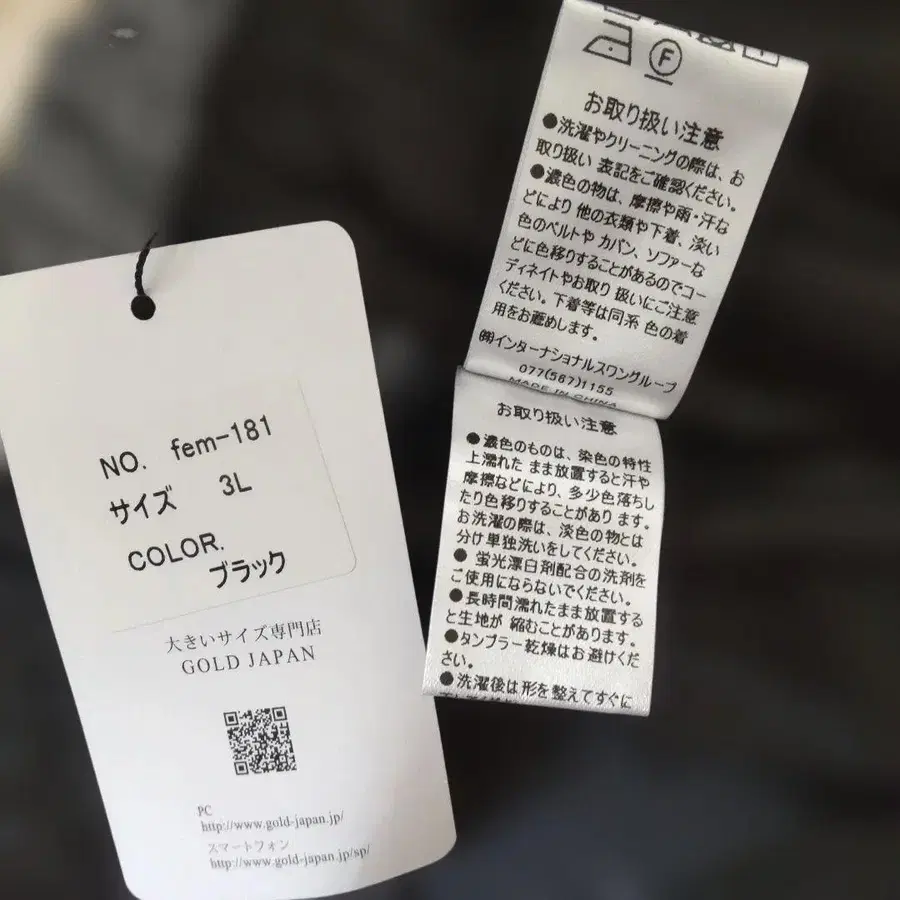 NO. fem-181
サイズ 3L
COLOR.
ブラック
大きいサイズ専門店
GOLD JAPAN
PC
http://www.gold-japan.jp/
スマートフォン
http://www.gold-japan.jp/sp/
F
お取り扱い注意
●洗濯やクリーニングの際は、お
取り扱い 表記をご確認ください。
●濃色の物は、摩擦や雨・汗な
どにより 他の衣類や下着、淡い
色のベルトや カバン、ソファーな
どに色移りすることがあるのでコー
ディネイトやお取り 扱いにご注意
ください。下着等は同系 色の着
用をお薦めします。
㈱インターナショナルスワングループ
077(567)1155
MADE IN CHINA
お取り扱い注意
●濃色のものは、染色の特性
上濡れた まま放置すると汗や
摩擦などにより、多少色落ちし
たり色移りすることがあり ます。
お洗濯の際は、淡色の物とは
分け単独洗いをしてください。
● 蛍光漂白剤配合の洗剤を
ご使用にならないでください。
●長時間濡れたまま放置する
と生地が 縮むことがあります。
●タンブラー乾燥はお避けくだ
さい。
●洗濯後は形を整えてすぐに